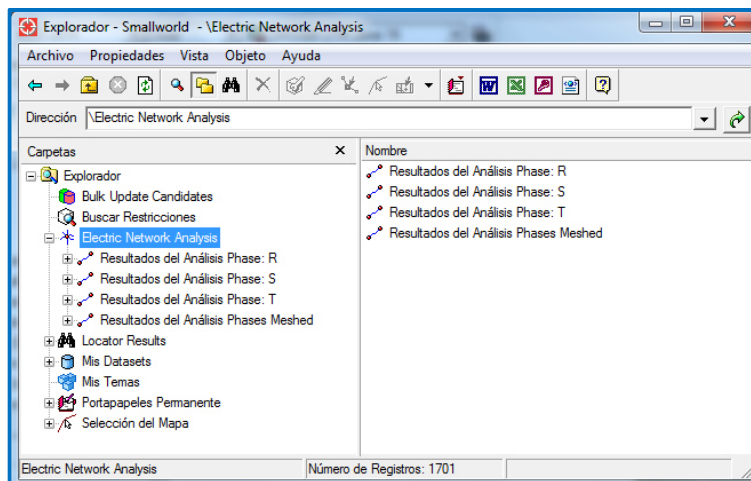 Explorador - Smallworld - \Electric Network Analysis
Archivo Propiedades Vista Objeto Ayuda
Dirección \Electric Network Analysis
Carpetas
Explorador
Bulk Update Candidates
Buscar Restricciones
Electric Network Analysis
Resultados del Análisis Phase: R
Resultados del Análisis Phase: S
Resultados del Análisis Phase: T
Resultados del Análisis Phases Meshed
Locator Results
Mis Datasets
Mis Temas
Portapapeles Permanente
Selección del Mapa
Nombre
Resultados del Análisis Phase: R
Resultados del Análisis Phase: S
Resultados del Análisis Phase: T
Resultados del Análisis Phases Meshed
Electric Network Analysis
Número de Registros: 1701